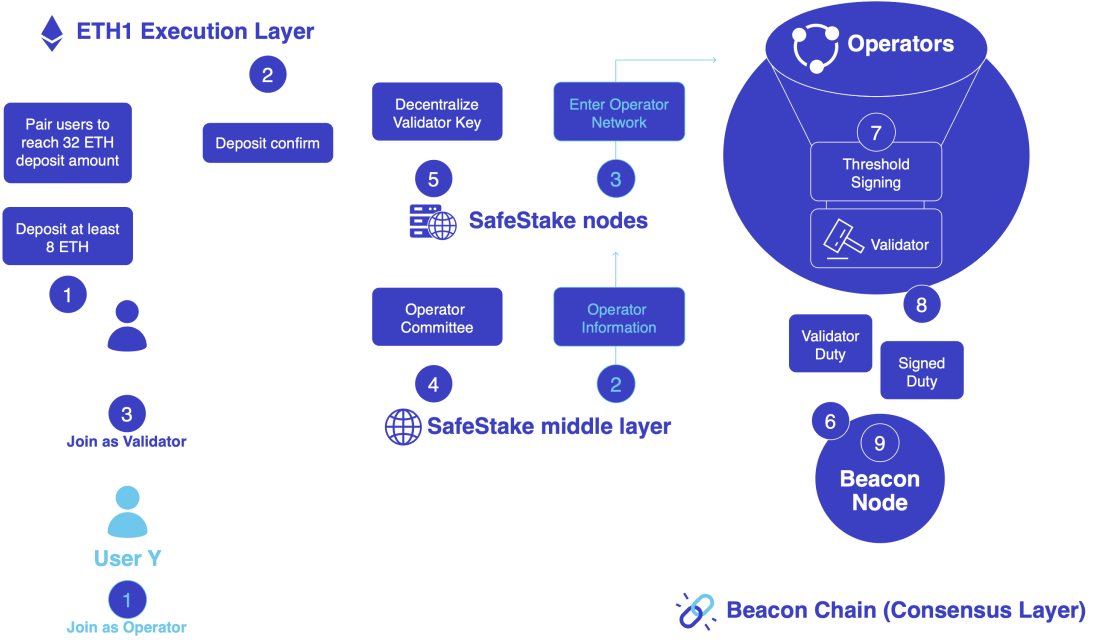 ETH1 Execution Layer
2
Pair users to
reach 32 ETH
deposit amount
Deposit confirm
Deposit at least
8 ETH
1
3
Join as Validator
User Y
1
Join as Operator
Decentralize
Validator Key
Enter Operator
Network
5
3
SafeStake nodes
Operator
Committee
Operator
Information
4
2
SafeStake middle layer
Operators
7
Threshold
Signing
Validator
8
Validator
Duty
Signed
Duty
6
9
Beacon
Node
Beacon Chain (Consensus Layer)